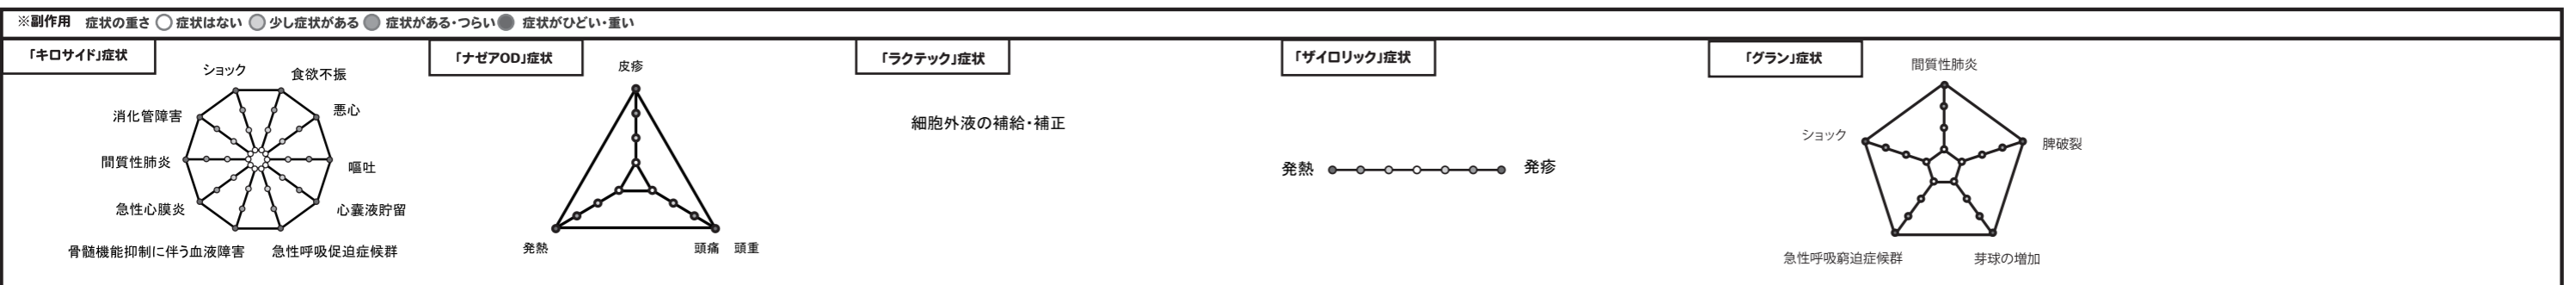 ※副作用 症状の重さ ○症状はない ○少し症状がある ●症状がある・つらい ●症状がひどい・重い
「キロサイド」症状
ショック
食欲不振
消化管障害
悪心
間質性肺炎
嘔吐
急性心膜炎
心嚢液貯留
骨髄機能抑制に伴う血液障害
急性呼吸促迫症候群
「ナゼアOD」症状
皮疹
発熱
頭痛 頭重
「ラクテック」症状
細胞外液の補給・補正
「ザイロリック」症状
発熱
発疹
「グラン」症状
間質性肺炎
ショック
脾破裂
急性呼吸窮迫症候群
芽球の増加